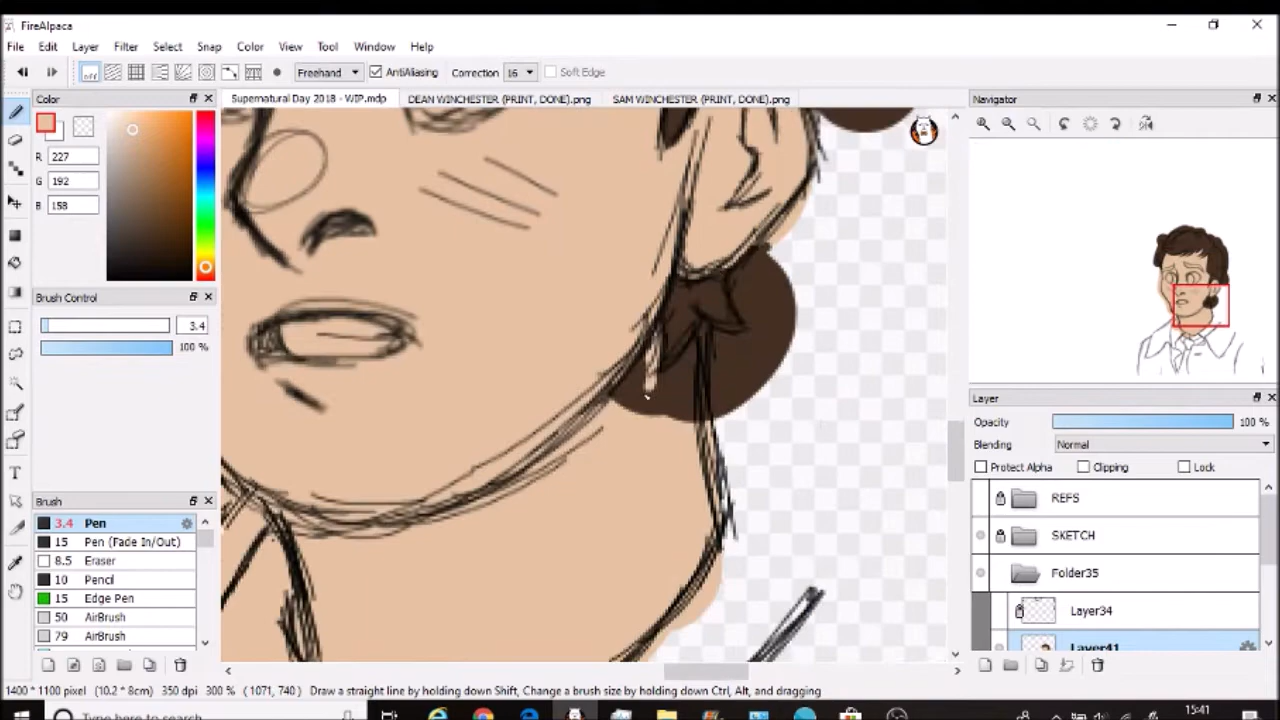 FireAlpaca
File Edit Layer Filter Select Snap Color View Tool Window Help
off Freehand AntiAliasing Correction 16 Soft Edge
Color
Supernatural Day 2018 - WIP.mdp DEAN WINCHESTER (PRINT, DONE).png SAM WINCHESTER (PRINT, DONE).png
Navigator
R 227
G 192
B 158
Brush Control
3.4
100 %
Layer
Opacity 100 %
Blending Normal
Protect Alpha Clipping Lock
Brush
REFS
3.4 Pen
15 Pen (Fade In/Out)
SKETCH
8.5 Eraser
10 Pencil
Folder35
15 Edge Pen
50 AirBrush
Layer34
79 AirBrush
Layer41
1400 * 1100 pixel (10.2 * 8cm) 350 dpi 300 % (1071, 740) Draw a straight line by holding down Shift, Change a brush size by holding down Ctrl, Alt, and dragging
Type here to search
15:41